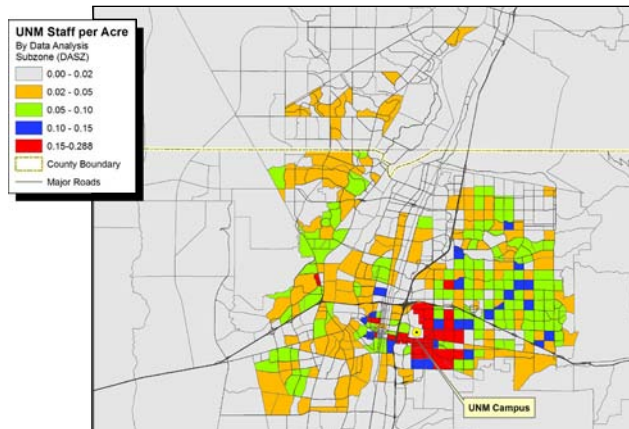 UNM Staff per Acre
By Data Analysis
Subzone (DASZ)
0.00 - 0.02
0.02 - 0.05
0.05 - 0.10
0.10 - 0.15
0.15-0.288
County Boundary
Major Roads
UNM Campus